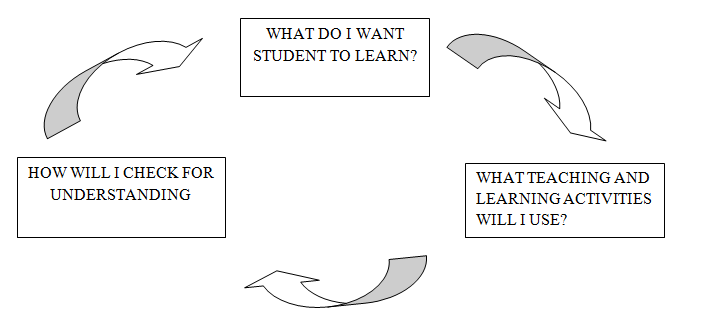 WHAT DO I WANT
STUDENT TO LEARN?
HOW WILL I CHECK FOR
UNDERSTANDING
WHAT TEACHING AND
LEARNING ACTIVITIES
WILL I USE?